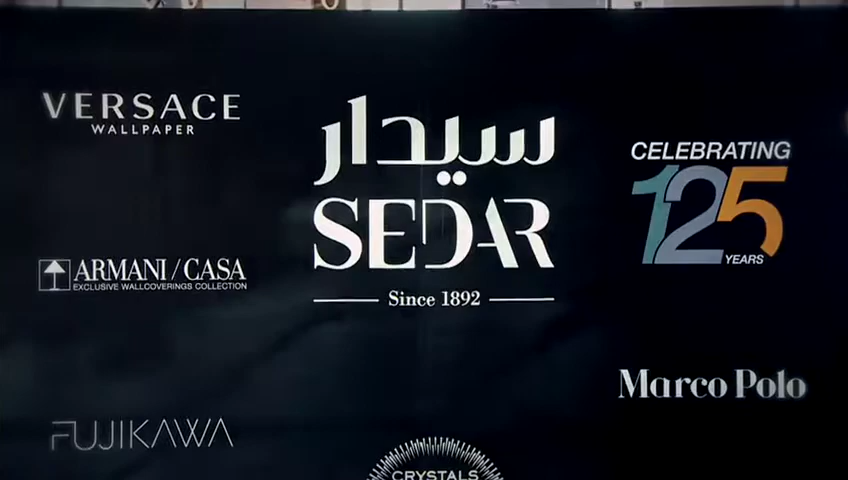 VERSACE
WALLPAPER
ARMANI / CASA
EXCLUSIVE WALLCOVERINGS COLLECTION
FUJIKAWA
سيدار
SEDAR
Since 1892
CRYSTALS
CELEBRATING
125
YEARS
Marco Polo